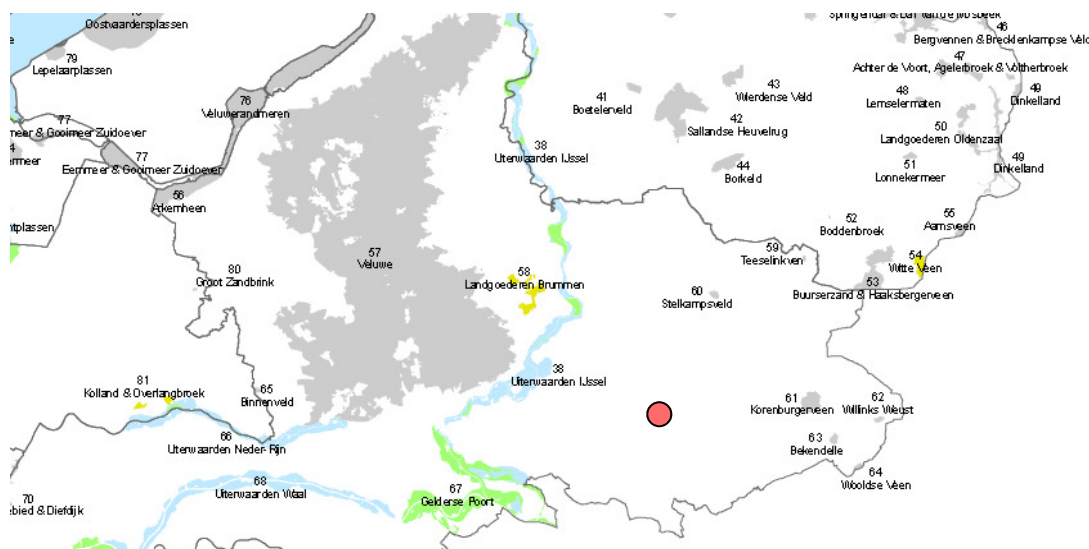 Oostvaardersplassen
79
Lepelaarplassen
76
Veluwerandmeren
77
mmeer & Gooimeer Zuidoever
77
Eemmeer & Gooimeer Zuidoever
56
Arkemheen
57
Veluwe
80
Groot Zandbrink
81
Kolland & Overlangbroek
65
Binnenveld
66
Uiterwaarden Neder-Rijn
68
Uiterwaarden Waal
70
ebied & Diefdijk
67
Gelderse Poort
38
Uiterwaarden IJssel
58
Landgoederen Brummen
38
Uiterwaarden IJssel
41
Boetelerveld
42
Sallandse Heuvelrug
43
Wierdense Veld
44
Borkeld
46
Bergvennen & Brecklenkampse Veld
47
Achter de Voort, Agelerbroek & Voltherbroek
48
Lemselermaten
49
Dinkelland
50
Landgoederen Oldenzaal
51
Lonnekermeer
49
Dinkelland
52
Boddenbroek
55
Aamsveen
54
Witte Veen
53
Buurserzand & Haaksbergerveen
59
Teeselinkven
60
Stelkampsveld
61
Korenburgerveen
62
Willinks Weust
63
Bekendelle
64
Wooldse Veen